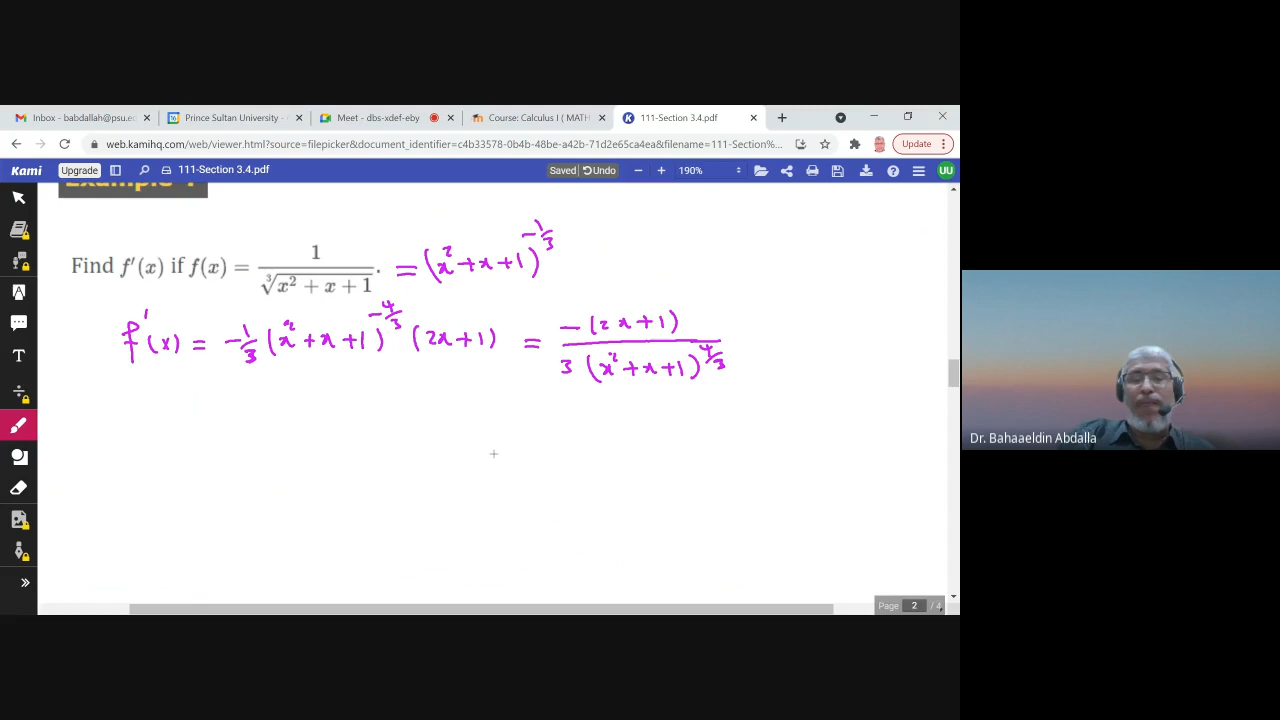 Inbox - babdallah@psu.e
Prince Sultan University -
Meet - dbs-xdef-eby
Course: Calculus I ( MATH
111-Section 3.4.pdf
web.kamihq.com/web/viewer.html?source=filepicker&document_identifier=c4b33578-0b4b-48be-a42b-71d2e65ca4ea&filename=111-Section%...
Update
Kami
Upgrade
111-Section 3.4.pdf
Saved
Undo
190%
UU
Find f'(x) if f(x) = 1 / ∛(x² + x + 1). = (x² + x + 1)^(-1/3)
f'(x) = -1/3 (x² + x + 1)^(-4/3) (2x + 1) = -(2x + 1) / 3 (x² + x + 1)^(4/3)
Dr. Bahaaeldin Abdalla
Page 2 / 4